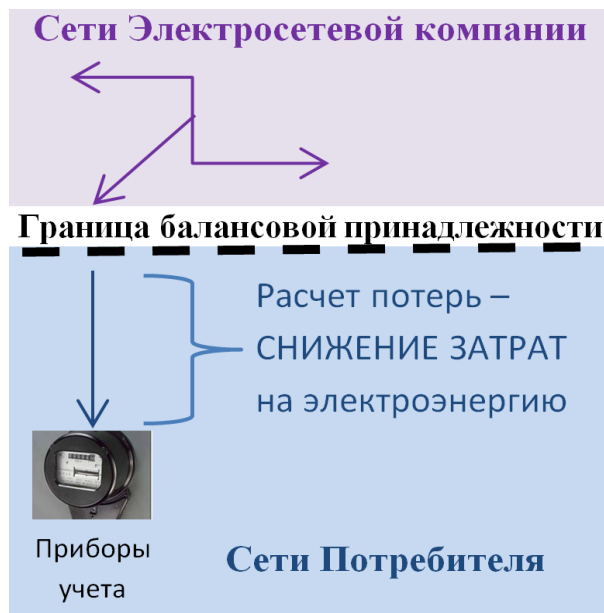 Сети Электросетевой компании
Граница балансовой принадлежности
Расчет потерь –
СНИЖЕНИЕ ЗАТРАТ
на электроэнергию
Приборы
учета
Сети Потребителя